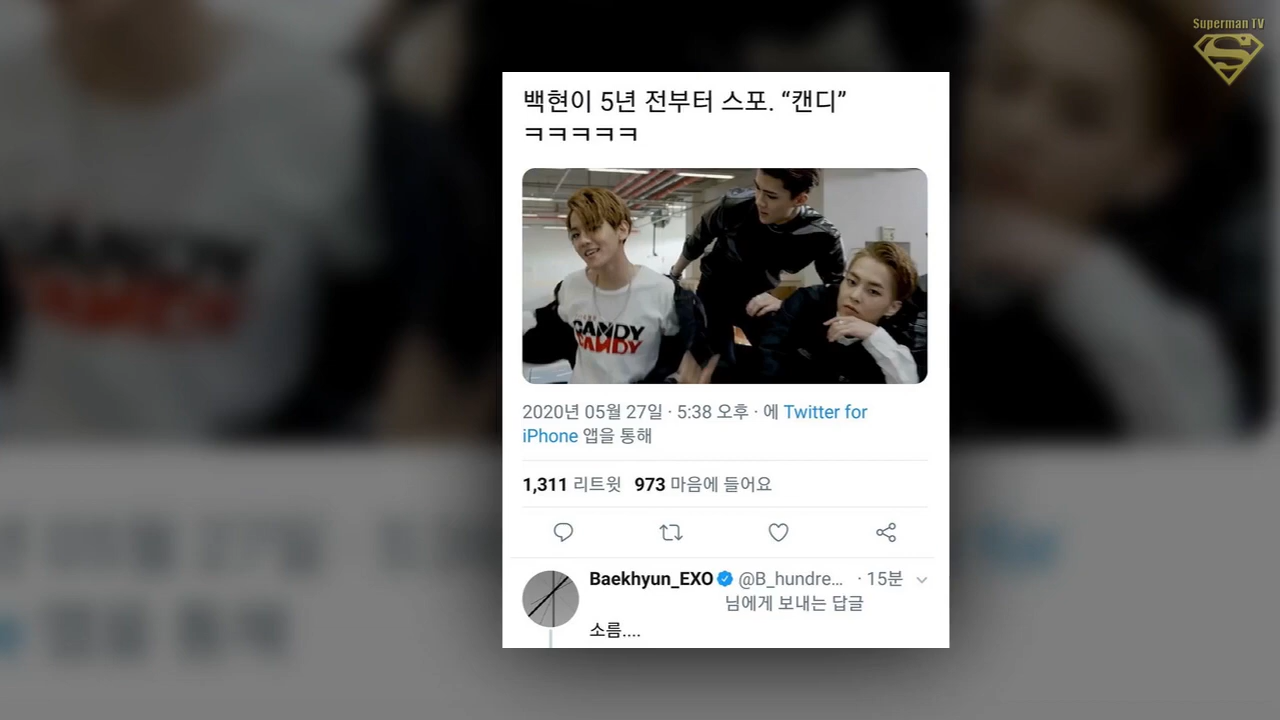 Superman TV
백현이 5년 전부터 스포. “캔디”
ㅋㅋㅋㅋㅋ
CANDY
CANDY
2020년 05월 27일 · 5:38 오후 · 에 Twitter for
iPhone 앱을 통해
1,311 리트윗 973 마음에 들어요
Baekhyun_EXO @B_hundre... · 15분
님에게 보내는 답글
소름....